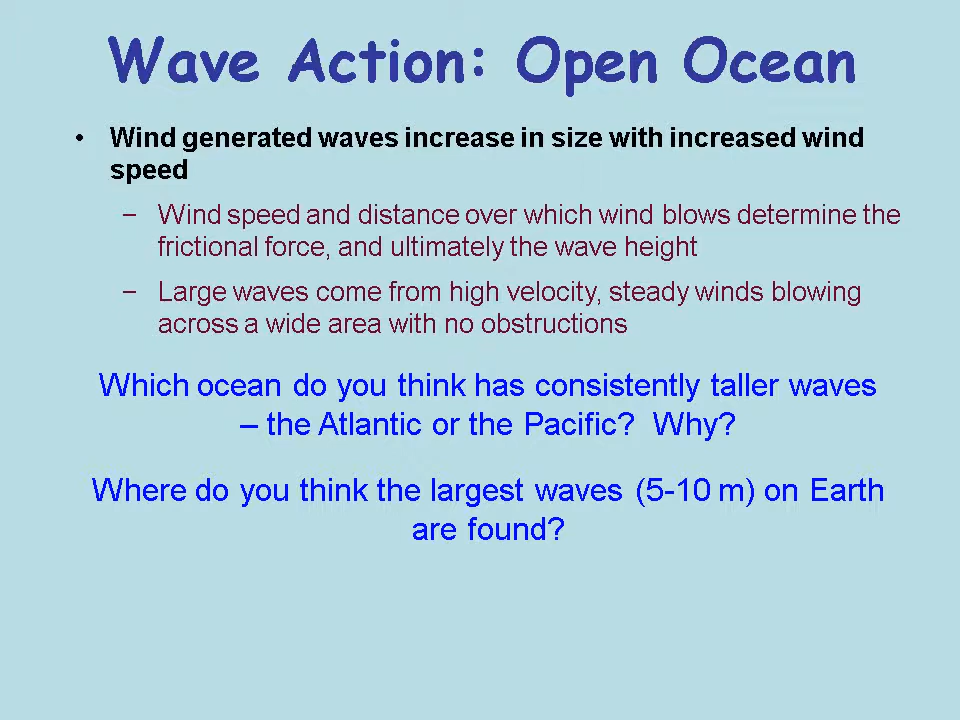 Wave Action: Open Ocean
• Wind generated waves increase in size with increased wind
speed
– Wind speed and distance over which wind blows determine the
frictional force, and ultimately the wave height
– Large waves come from high velocity, steady winds blowing
across a wide area with no obstructions
Which ocean do you think has consistently taller waves
– the Atlantic or the Pacific?  Why?
Where do you think the largest waves (5-10 m) on Earth
are found?